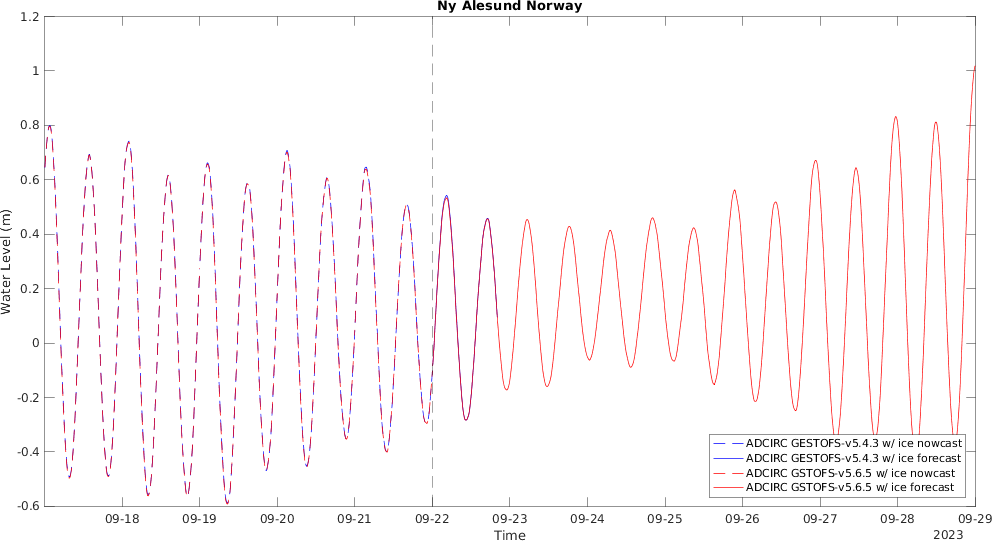 Ny Alesund Norway
1.2
1
0.8
0.6
0.4
0.2
0
-0.2
-0.4
-0.6
Water Level (m)
ADCIRC GESTOFS-v5.4.3 w/ ice nowcast
ADCIRC GESTOFS-v5.4.3 w/ ice forecast
ADCIRC GSTOFS-v5.6.5 w/ ice nowcast
ADCIRC GSTOFS-v5.6.5 w/ ice forecast
09-18 09-19 09-20 09-21 09-22 09-23 09-24 09-25 09-26 09-27 09-28 09-29
Time
2023